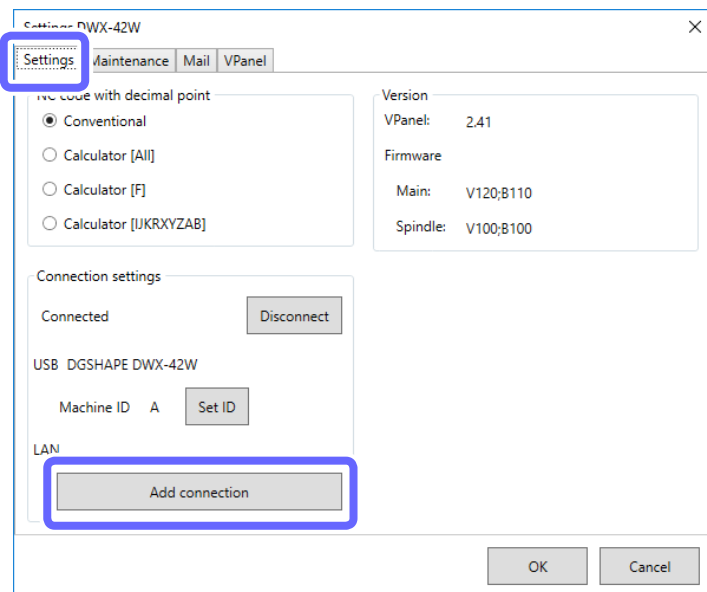 Settings DWX-42W
Settings Maintenance Mail VPanel
NC code with decimal point
Conventional
Calculator [All]
Calculator [F]
Calculator [IJKRXYZAB]
Version
VPanel: 2.41
Firmware
Main: V120;B110
Spindle: V100;B100
Connection settings
Connected Disconnect
USB DGSHAPE DWX-42W
Machine ID A Set ID
LAN
Add connection
OK Cancel